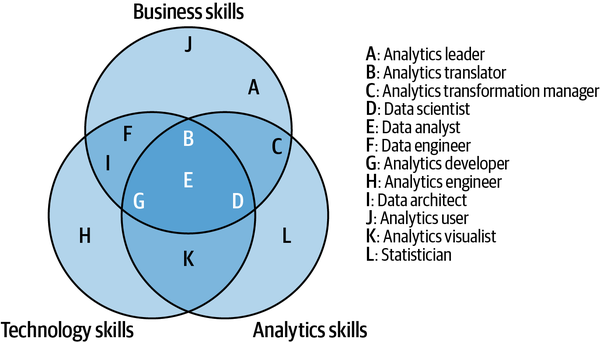 Business skills
J
A
F
B
C
I
E
G
D
H
L
K
Technology skills
Analytics skills
A: Analytics leader
B: Analytics translator
C: Analytics transformation manager
D: Data scientist
E: Data analyst
F: Data engineer
G: Analytics developer
H: Analytics engineer
I: Data architect
J: Analytics user
K: Analytics visualist
L: Statistician